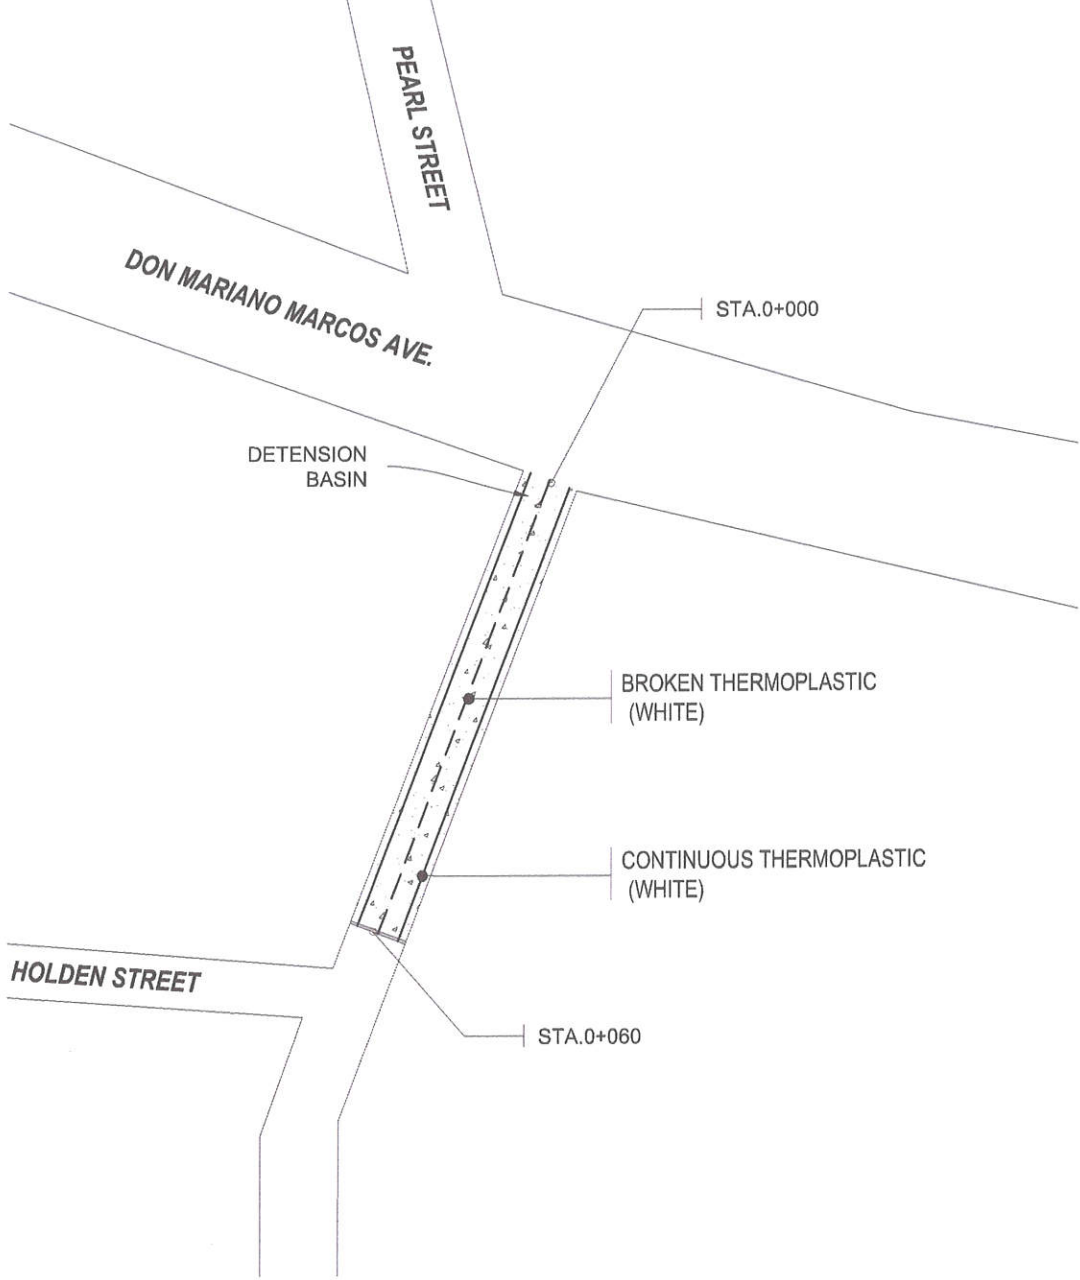 PEARL STREET
DON MARIANO MARCOS AVE.
STA.0+000
DETENSION
BASIN
BROKEN THERMOPLASTIC
(WHITE)
CONTINUOUS THERMOPLASTIC
(WHITE)
HOLDEN STREET
STA.0+060